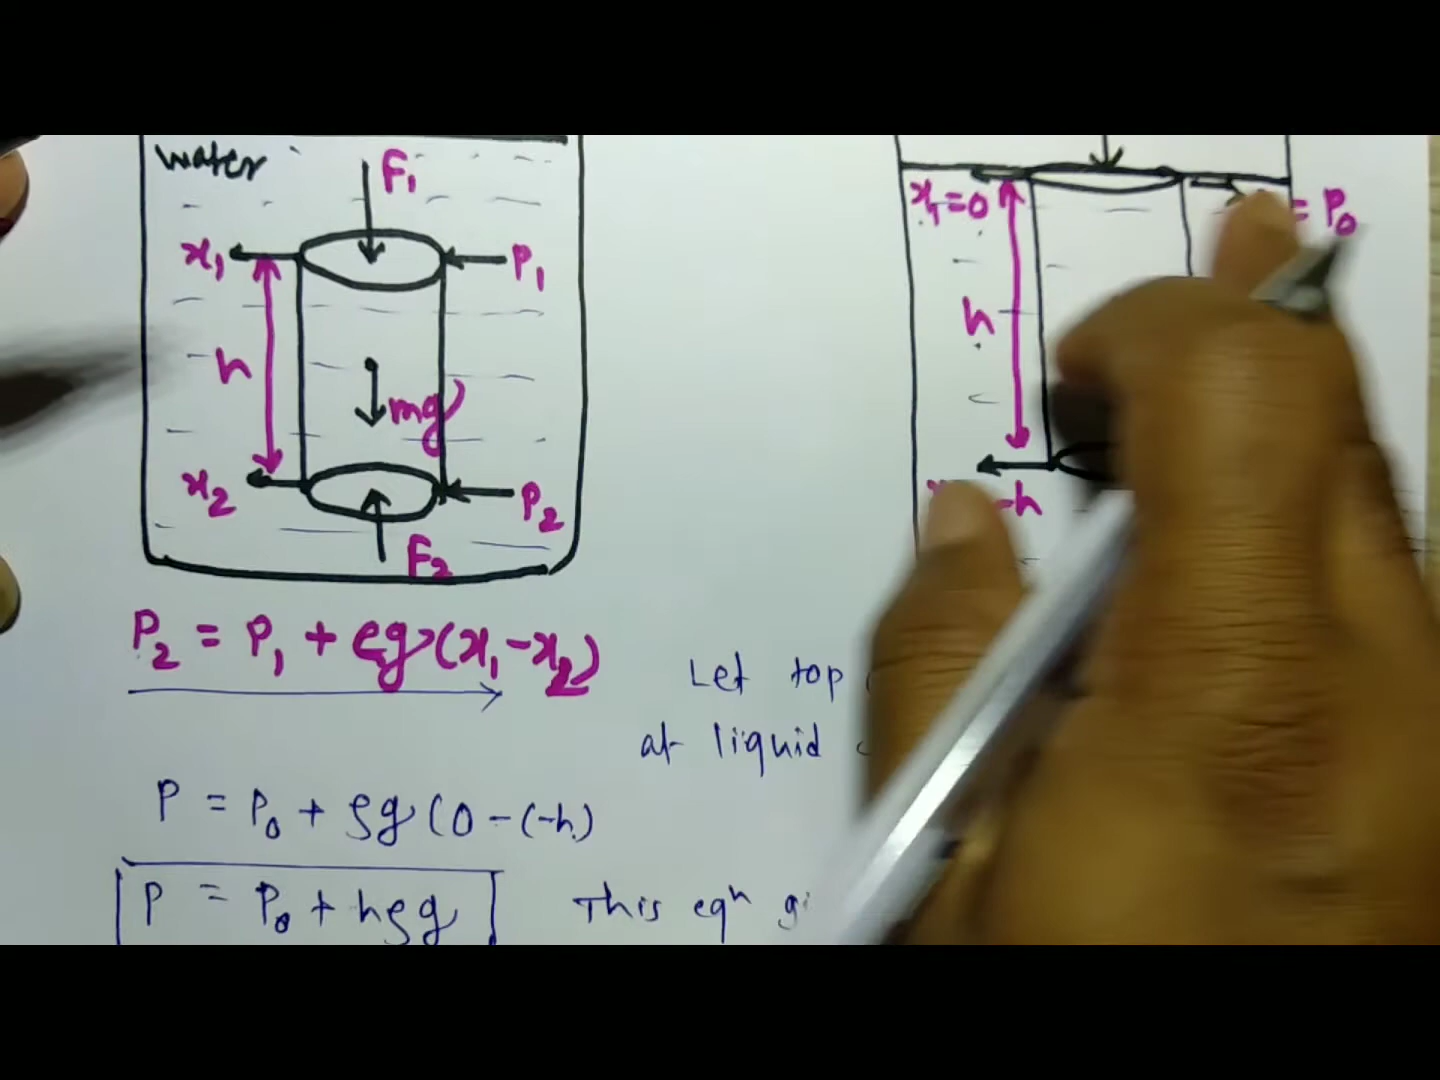 water
F₁
x₁
P₁
h
mg
x₂
P₂
F₂
x₁=0
= P₀
h
-h
P₂ = P₁ + ρg(x₁-x₂)
Let top
at liquid
P = P₀ + ρg(0-(-h)
P = P₀ + hρg
This eqⁿ